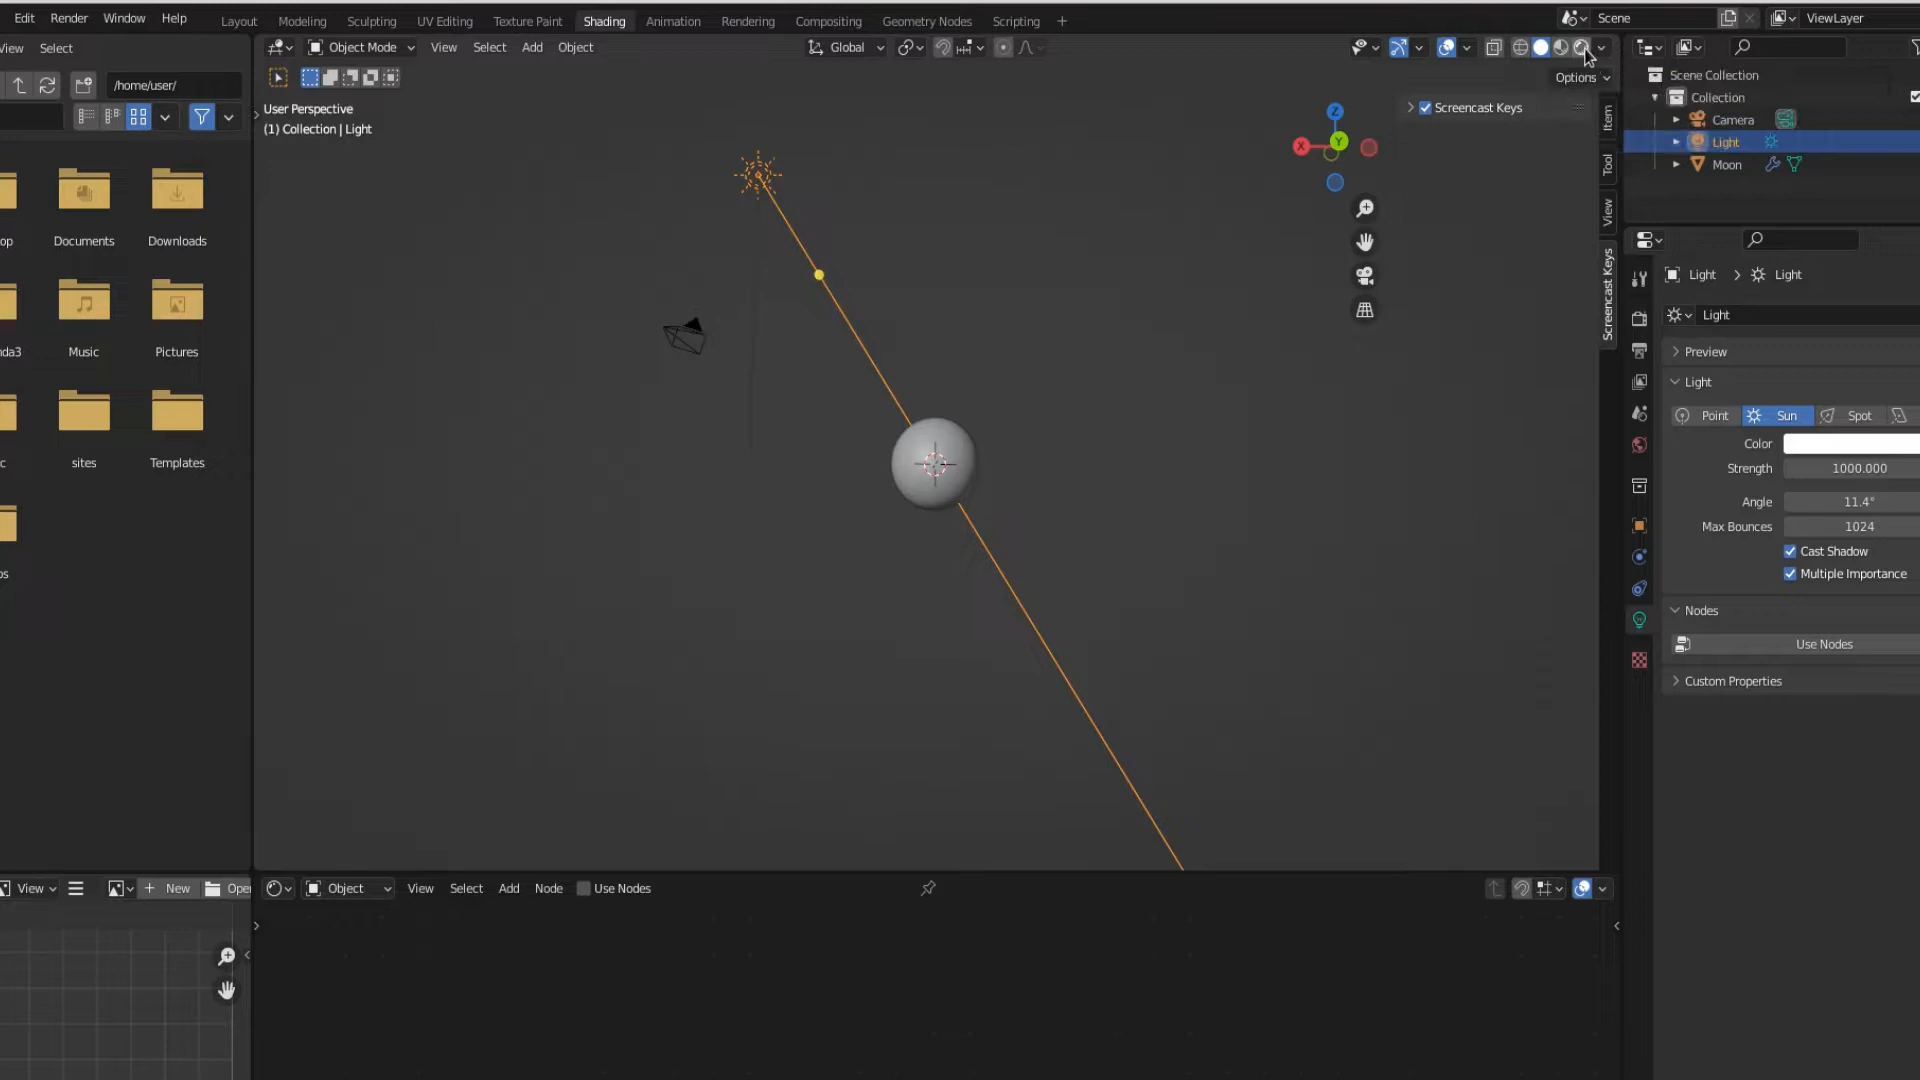 Edit Render Window Help Layout Modeling Sculpting UV Editing Texture Paint Shading Animation Rendering Compositing Geometry Nodes Scripting + Scene ViewLayer
View Select Object Mode View Select Add Object Global
/home/user/ Options
User Perspective
(1) Collection | Light
Screencast Keys
Z
X Y
Item
Tool
View
Screencast Keys
Scene Collection
Collection
Camera
Light
Moon
op Documents Downloads
nda3 Music Pictures
c sites Templates
os
Light > Light
Light
Preview
Light
Point Sun Spot
Color
Strength 1000.000
Angle 11.4°
Max Bounces 1024
Cast Shadow
Multiple Importance
Nodes
Use Nodes
Custom Properties
View New Ope Object View Select Add Node Use Nodes